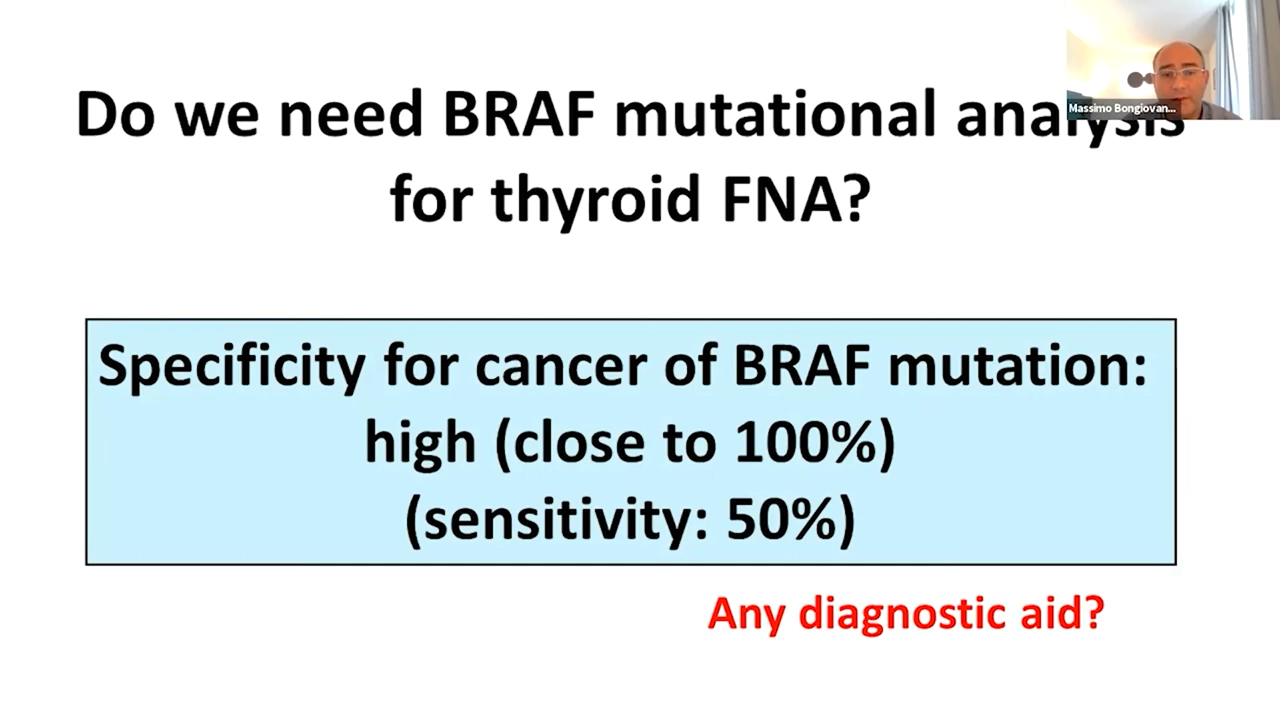 Do we need BRAF mutational analysis
for thyroid FNA?
Massimo Bongiovan...
Specificity for cancer of BRAF mutation:
high (close to 100%)
(sensitivity: 50%)
Any diagnostic aid?